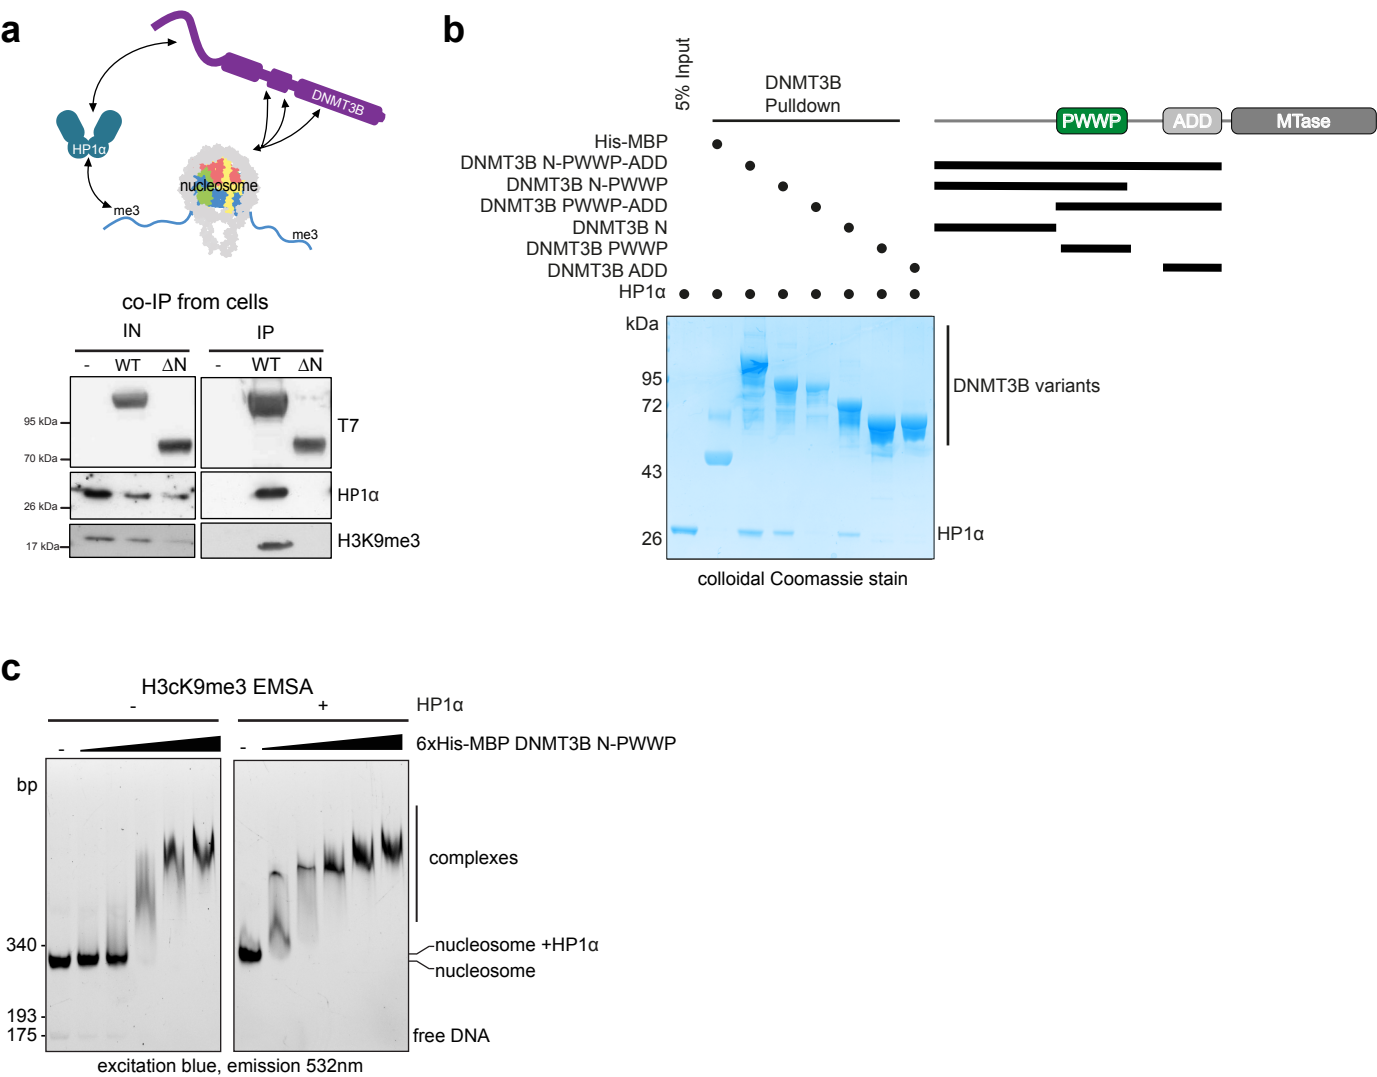 a
DNMT3B
HP1α
nucleosome
me3
me3
co-IP from cells
IN
IP
- WT ΔN - WT ΔN
95 kDa
70 kDa
T7
26 kDa
HP1α
17 kDa
H3K9me3
b
5% Input
DNMT3B
Pulldown
PWWP ADD MTase
His-MBP
DNMT3B N-PWWP-ADD
DNMT3B N-PWWP
DNMT3B PWWP-ADD
DNMT3B N
DNMT3B PWWP
DNMT3B ADD
HP1α
kDa
95
72
43
26
DNMT3B variants
HP1α
colloidal Coomassie stain
c
H3cK9me3 EMSA
- + HP1α
- - 6xHis-MBP DNMT3B N-PWWP
bp
complexes
340
nucleosome +HP1α
nucleosome
193
175
free DNA
excitation blue, emission 532nm